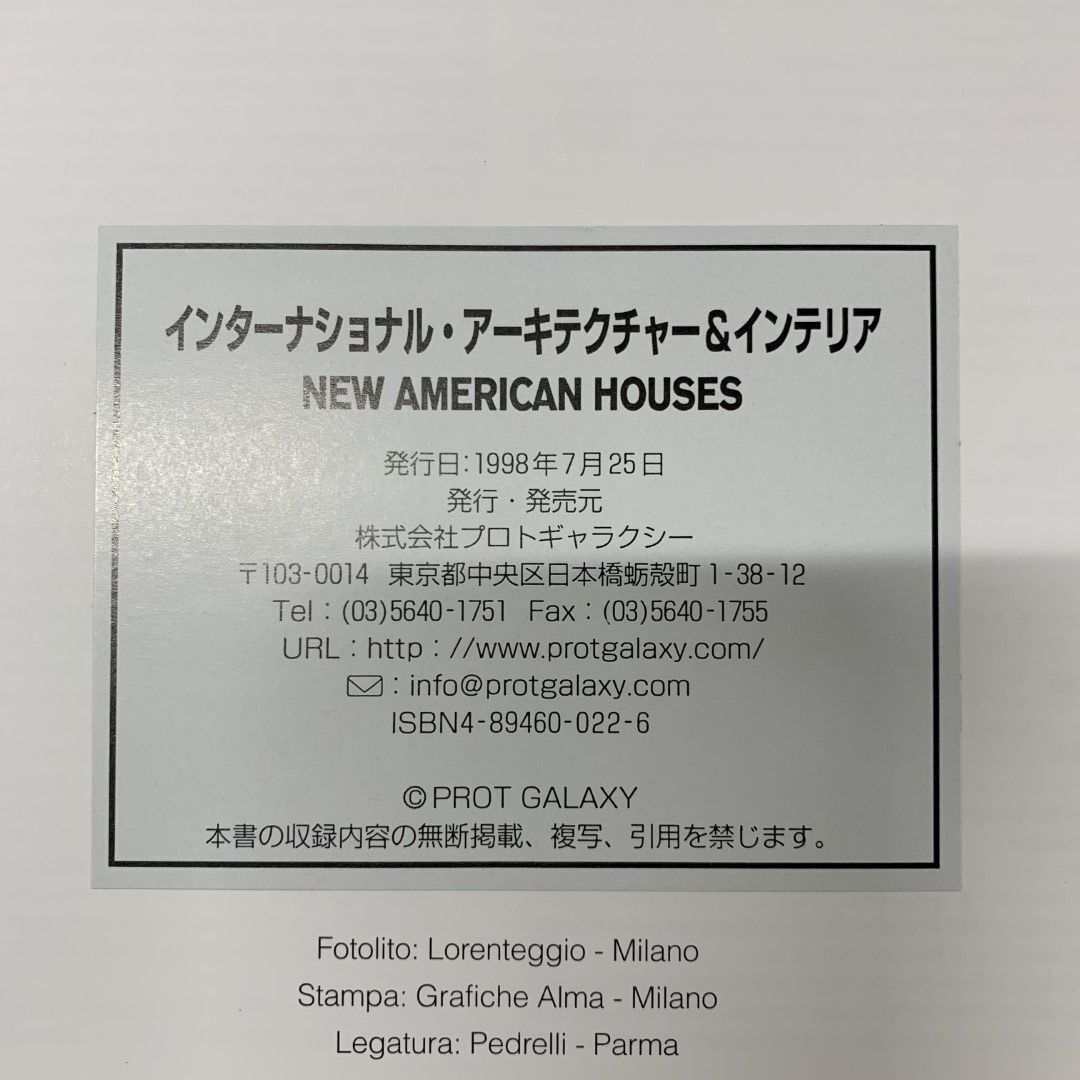 インターナショナル・アーキテクチャー&インテリア
NEW AMERICAN HOUSES
発行日:1998年7月25日
発行・発売元
株式会社プロトギャラクシー
〒103-0014 東京都中央区日本橋蛎殻町1-38-12
Tel：(03)5640-1751 Fax：(03)5640-1755
URL：http：//www.protgalaxy.com/
✉：info@protgalaxy.com
ISBN4-89460-022-6
©PROT GALAXY
本書の収録内容の無断掲載、複写、引用を禁じます。
Fotolito: Lorenteggio - Milano
Stampa: Grafiche Alma - Milano
Legatura: Pedrelli - Parma